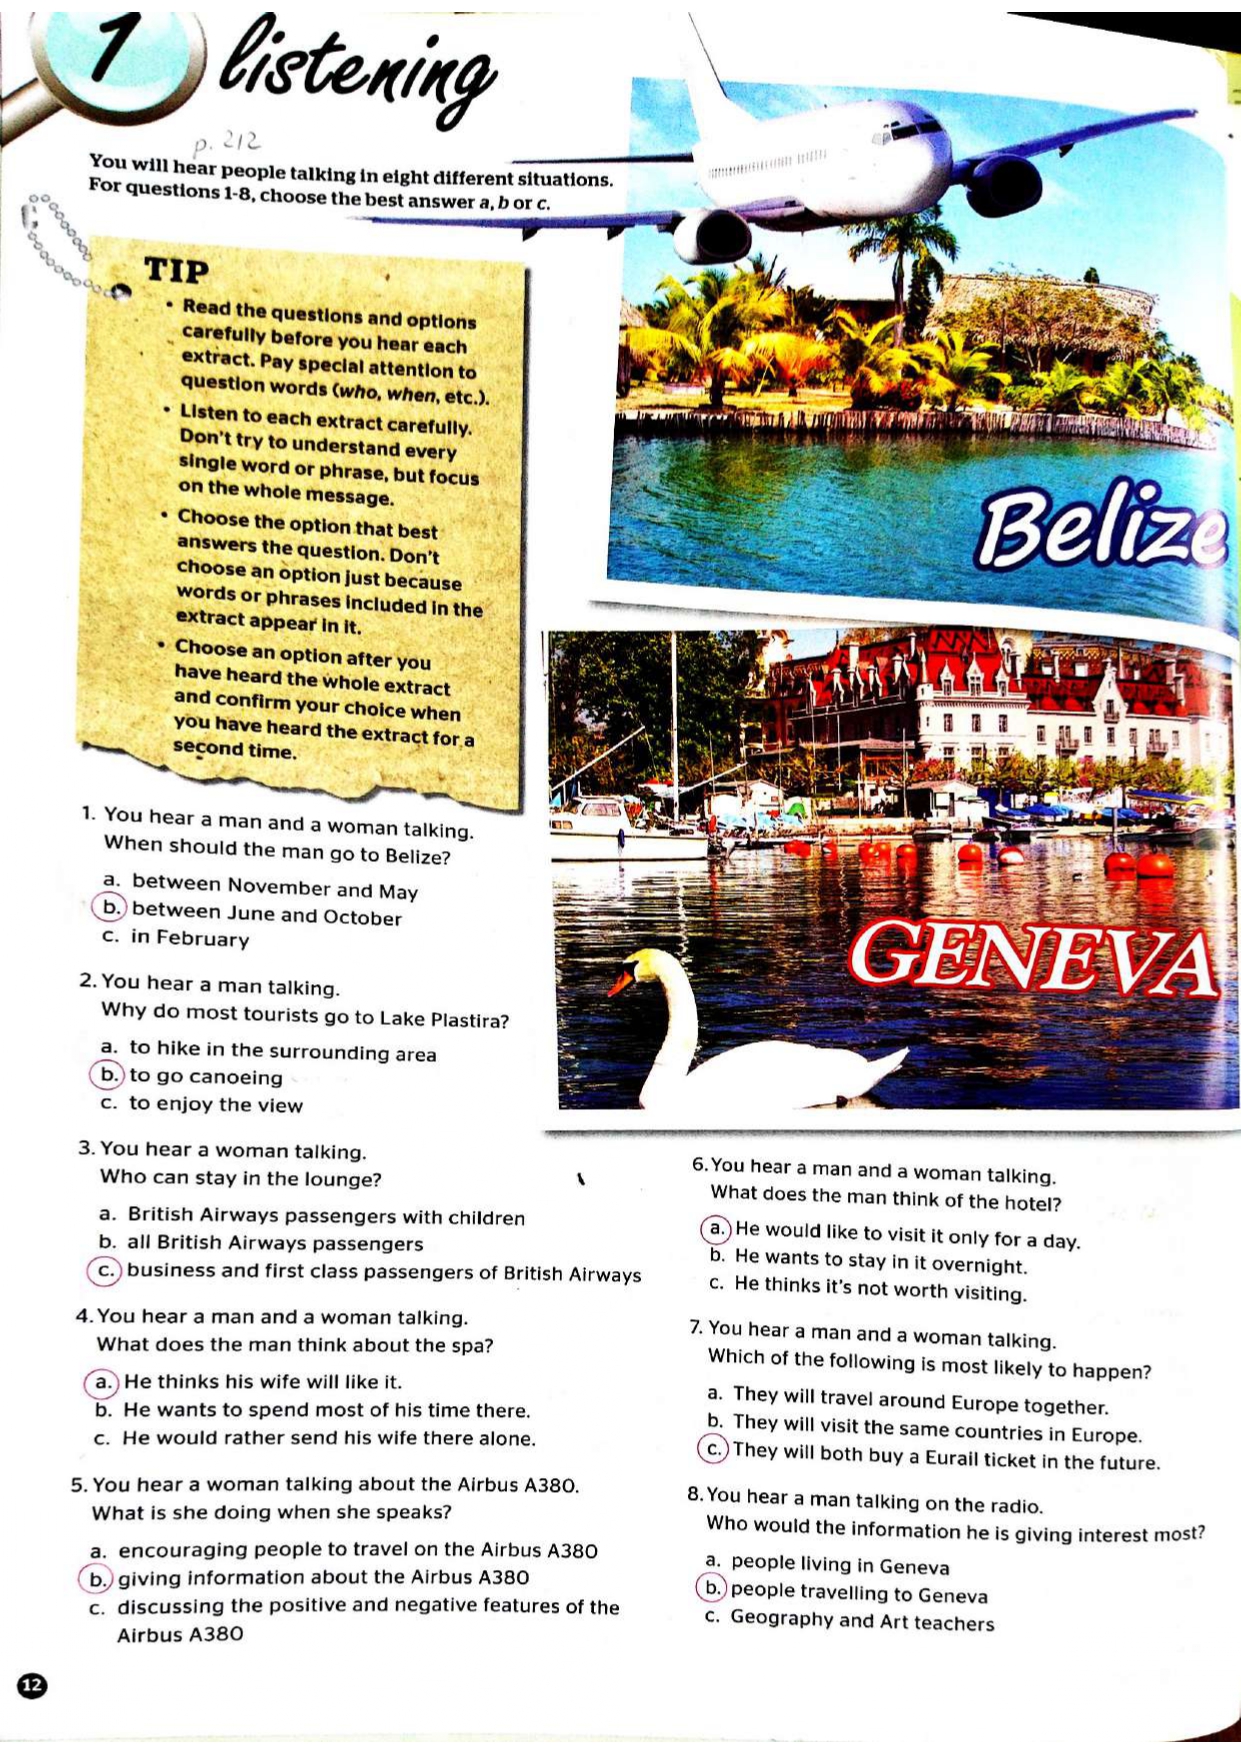 1 listening
p. 212
You will hear people talking in eight different situations.
For questions 1-8, choose the best answer a, b or c.
TIP
• Read the questions and options
carefully before you hear each
extract. Pay special attention to
question words (who, when, etc.).
• Listen to each extract carefully.
Don't try to understand every
single word or phrase, but focus
on the whole message.
• Choose the option that best
answers the question. Don't
choose an option just because
words or phrases included in the
extract appear in it.
• Choose an option after you
have heard the whole extract
and confirm your choice when
you have heard the extract for a
second time.
Belize
GENEVA
1. You hear a man and a woman talking.
When should the man go to Belize?
a. between November and May
b. between June and October
c. in February
2. You hear a man talking.
Why do most tourists go to Lake Plastira?
a. to hike in the surrounding area
b. to go canoeing
c. to enjoy the view
3. You hear a woman talking.
Who can stay in the lounge?
a. British Airways passengers with children
b. all British Airways passengers
c. business and first class passengers of British Airways
4. You hear a man and a woman talking.
What does the man think about the spa?
a. He thinks his wife will like it.
b. He wants to spend most of his time there.
c. He would rather send his wife there alone.
5. You hear a woman talking about the Airbus A380.
What is she doing when she speaks?
a. encouraging people to travel on the Airbus A380
b. giving information about the Airbus A380
c. discussing the positive and negative features of the
Airbus A380
6. You hear a man and a woman talking.
What does the man think of the hotel?
a. He would like to visit it only for a day.
b. He wants to stay in it overnight.
c. He thinks it's not worth visiting.
7. You hear a man and a woman talking.
Which of the following is most likely to happen?
a. They will travel around Europe together.
b. They will visit the same countries in Europe.
c. They will both buy a Eurail ticket in the future.
8. You hear a man talking on the radio.
Who would the information he is giving interest most?
a. people living in Geneva
b. people travelling to Geneva
c. Geography and Art teachers
12